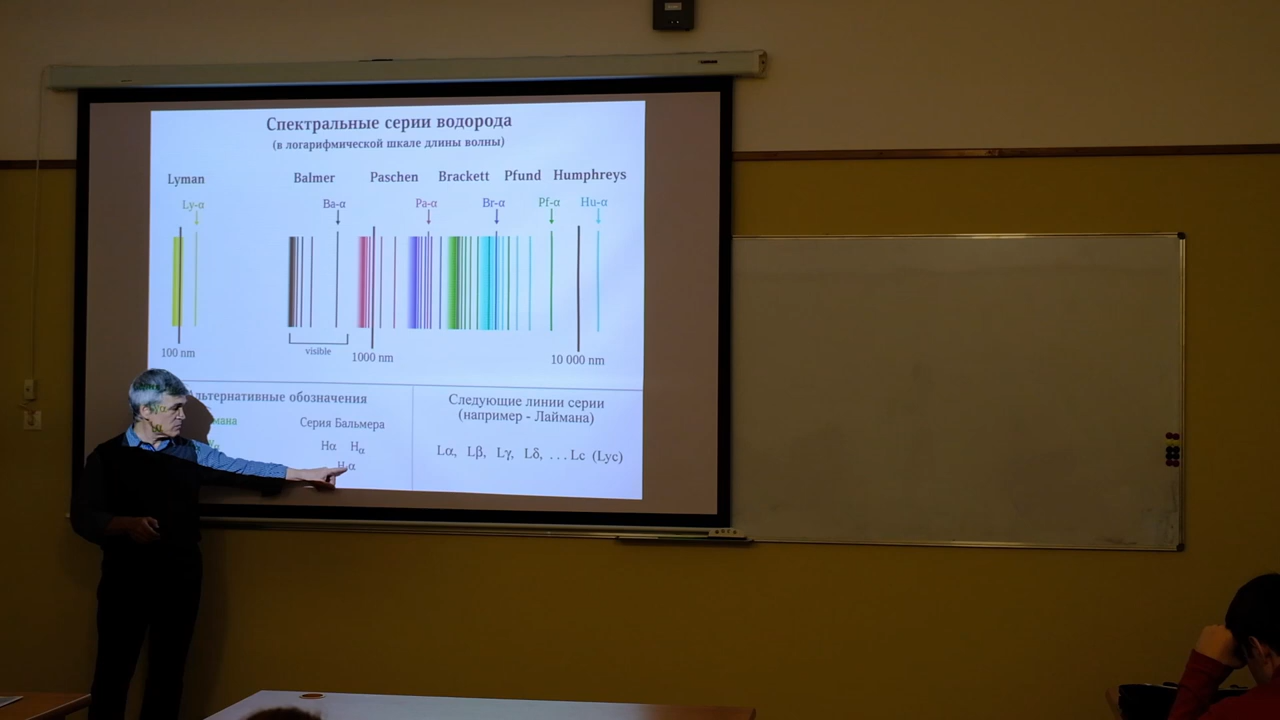 Спектральные серии водорода
(в логарифмической шкале длины волны)
Lyman Balmer Paschen Brackett Pfund Humphreys
Ly-α Ba-α Pa-α Br-α Pf-α Hu-α
visible
100 nm 1000 nm 10 000 nm
обозначения
Серия Бальмера
Hα Hα
Следующие линии серии
(например - Лаймана)
Lα, Lβ, Lγ, Lδ, ... Lc (Lyc)